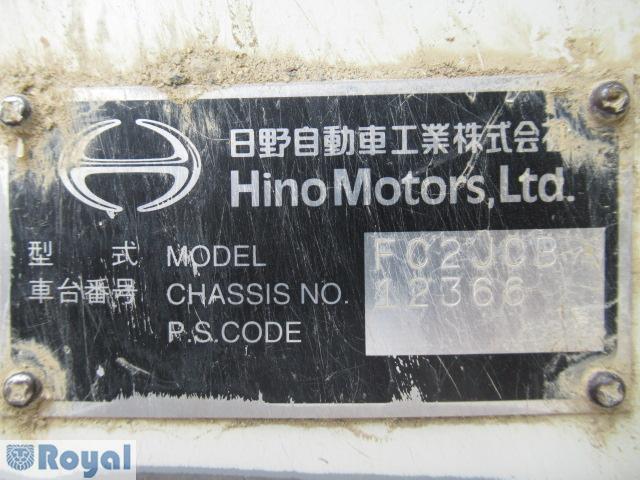 日野自動車工業株式会
Hino Motors, Ltd.
型式 MODEL FC2JCB
車台番号 CHASSIS NO. 12366
P.S.CODE
Royal